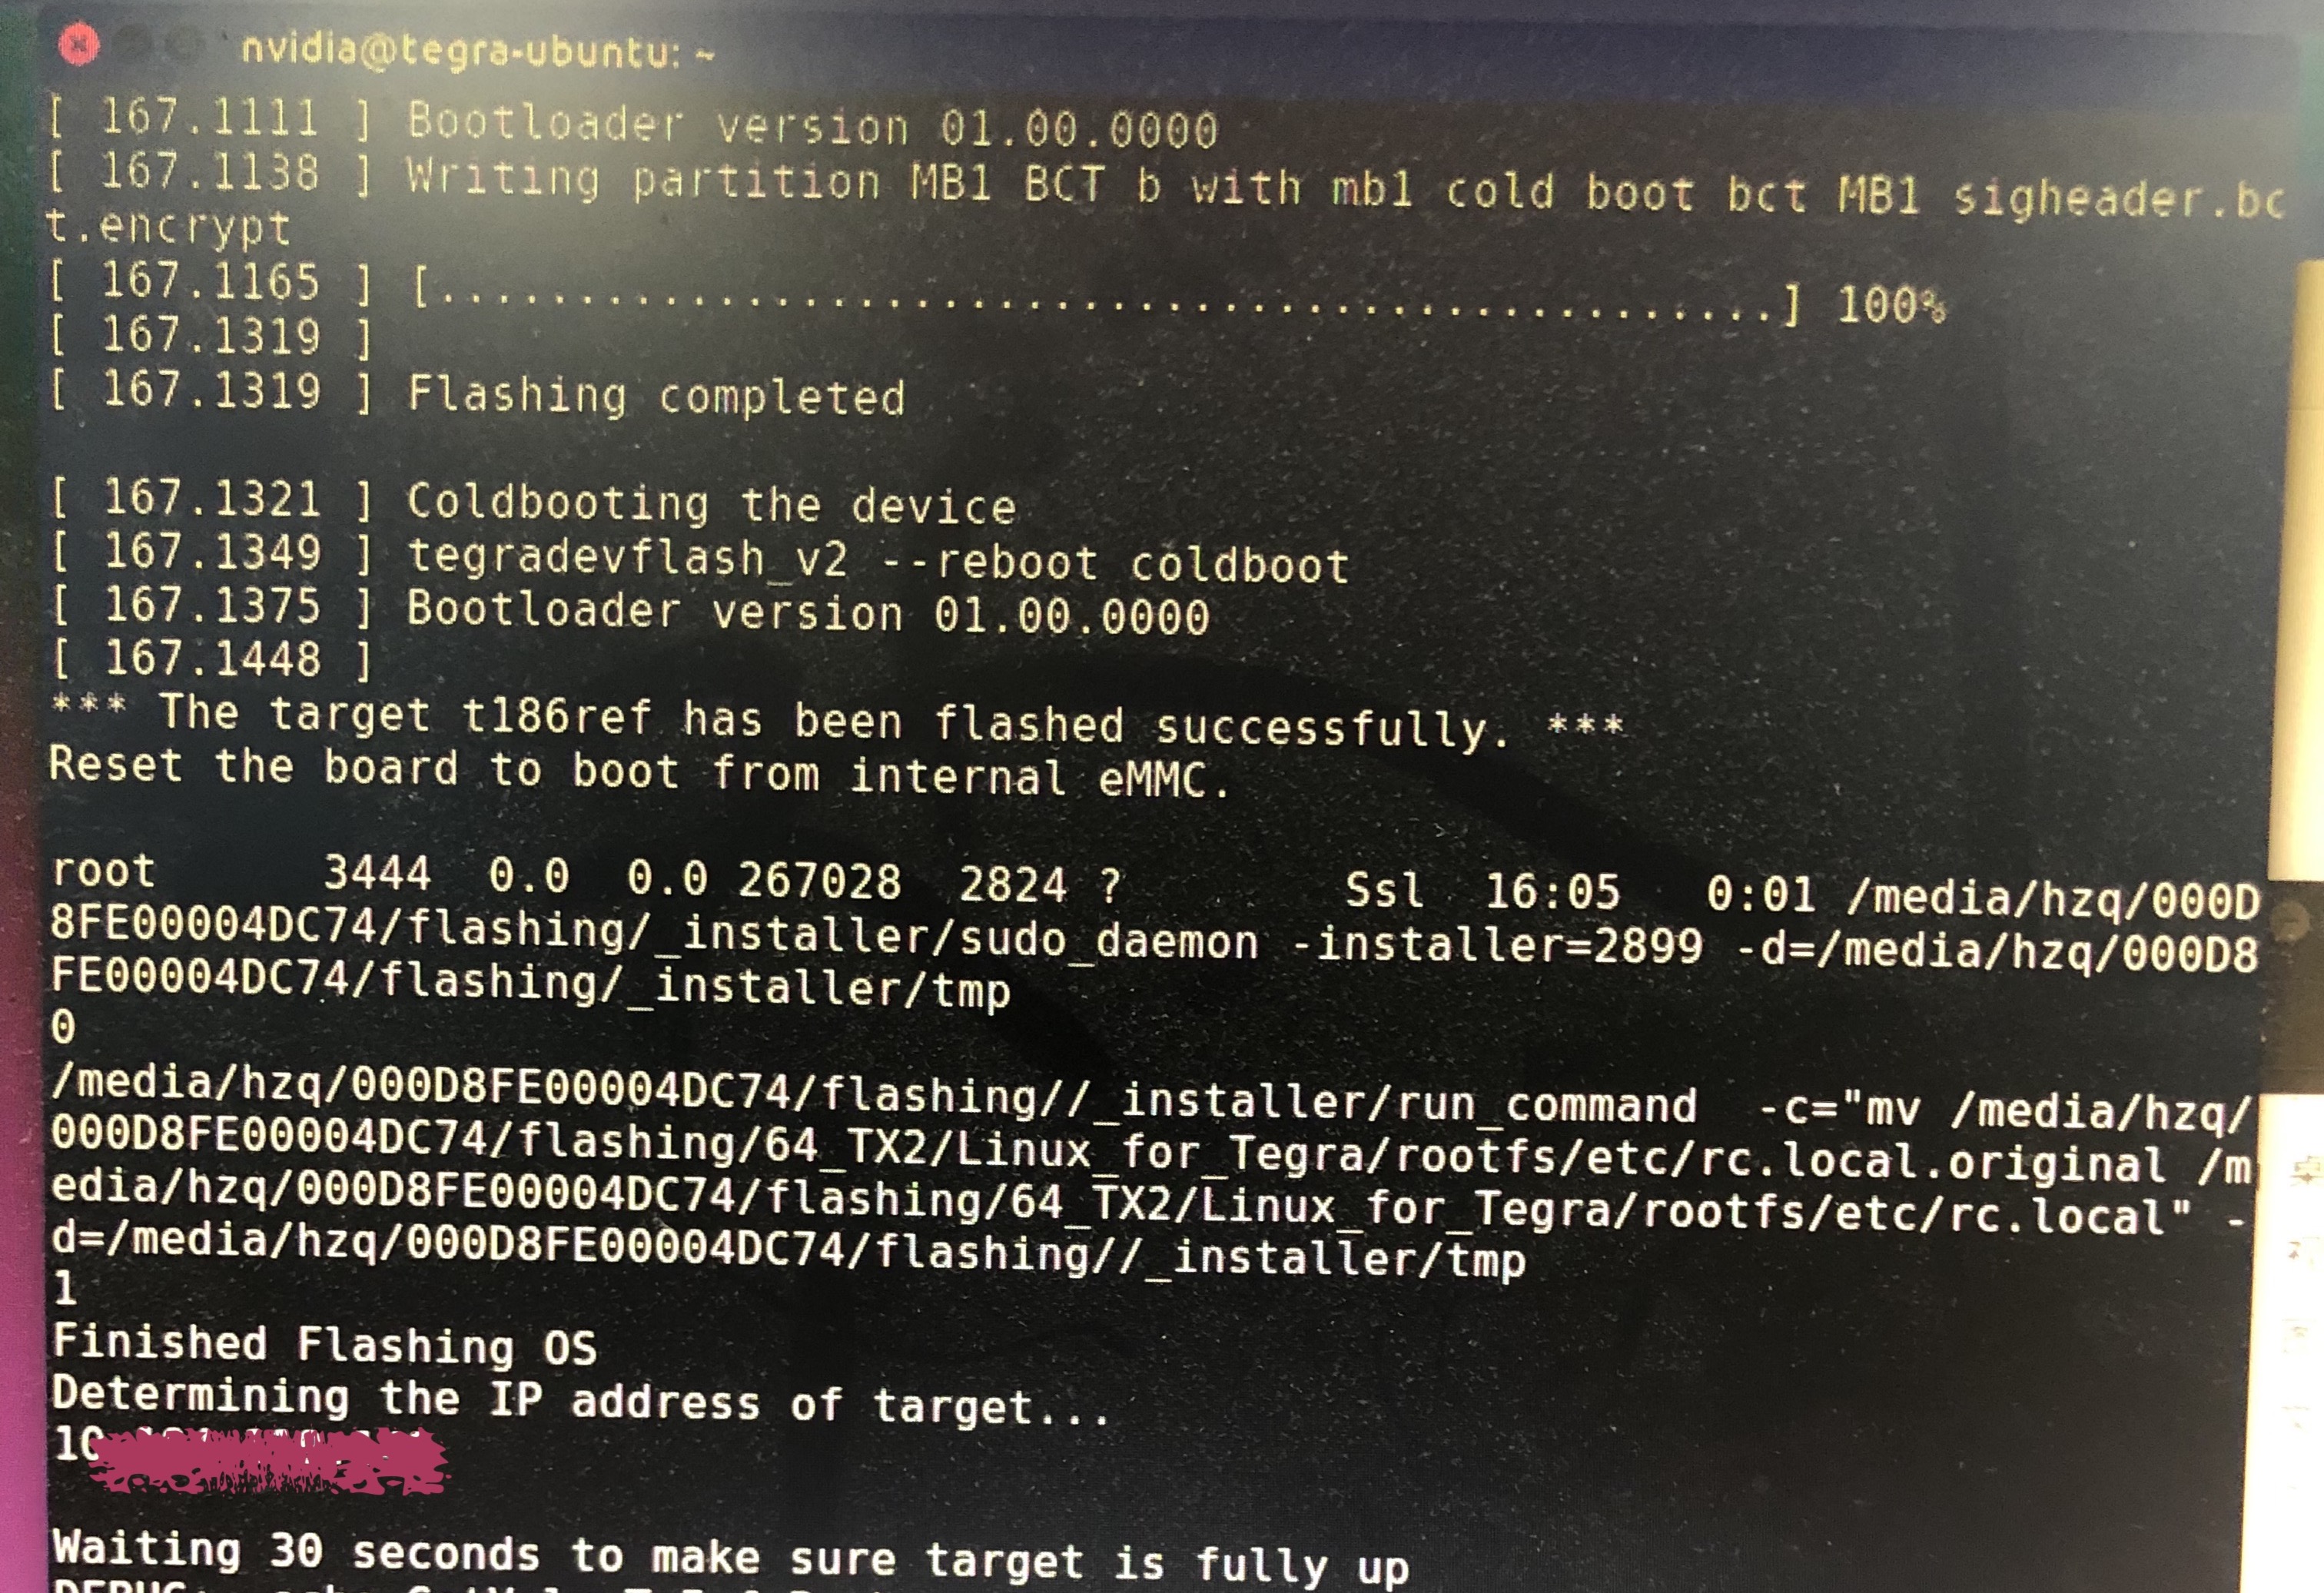 nvidia@tegra-ubuntu: ~
[ 167.1111 ] Bootloader version 01.00.0000
[ 167.1138 ] Writing partition MB1 BCT b with mb1 cold boot bct MB1 sigheader.bc
t.encrypt
[ 167.1165 ] [................................................] 100%
[ 167.1319 ]
[ 167.1319 ] Flashing completed
[ 167.1321 ] Coldbooting the device
[ 167.1349 ] tegradevflash_v2 --reboot coldboot
[ 167.1375 ] Bootloader version 01.00.0000
[ 167.1448 ]
*** The target t186ref has been flashed successfully. ***
Reset the board to boot from internal eMMC.
root 3444 0.0 0.0 267028 2824 ? Ssl 16:05 0:01 /media/hzq/000D
8FE00004DC74/flashing/_installer/sudo_daemon -installer=2899 -d=/media/hzq/000D8
FE00004DC74/flashing/_installer/tmp
0
/media/hzq/000D8FE00004DC74/flashing//_installer/run_command -c="mv /media/hzq/
000D8FE00004DC74/flashing/64_TX2/Linux_for_Tegra/rootfs/etc/rc.local.original /m
edia/hzq/000D8FE00004DC74/flashing/64_TX2/Linux_for_Tegra/rootfs/etc/rc.local" -
d=/media/hzq/000D8FE00004DC74/flashing//_installer/tmp
1
Finished Flashing OS
Determining the IP address of target...
10
Waiting 30 seconds to make sure target is fully up